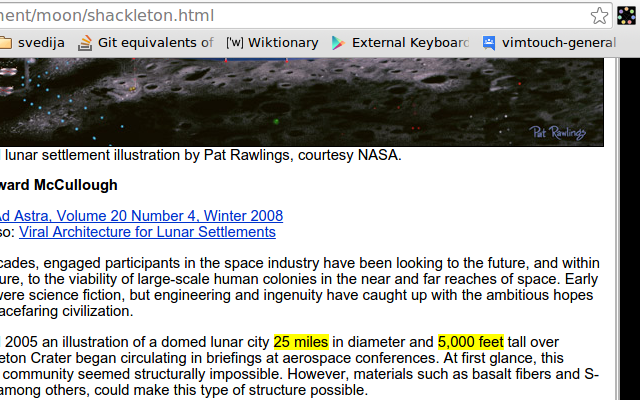 nent/moon/shackleton.html
svedija Git equivalents of ['w] Wiktionary External Keyboard vimtouch-general
Pat Rawlings
l lunar settlement illustration by Pat Rawlings, courtesy NASA.
ward McCullough
Ad Astra, Volume 20 Number 4, Winter 2008
so: Viral Architecture for Lunar Settlements
cades, engaged participants in the space industry have been looking to the future, and within
ure, to the viability of large-scale human colonies in the near and far reaches of space. Early
were science fiction, but engineering and ingenuity have caught up with the ambitious hopes
acefaring civilization.
l 2005 an illustration of a domed lunar city 25 miles in diameter and 5,000 feet tall over
eton Crater began circulating in briefings at aerospace conferences. At first glance, this
community seemed structurally impossible. However, materials such as basalt fibers and S-
among others, could make this type of structure possible.